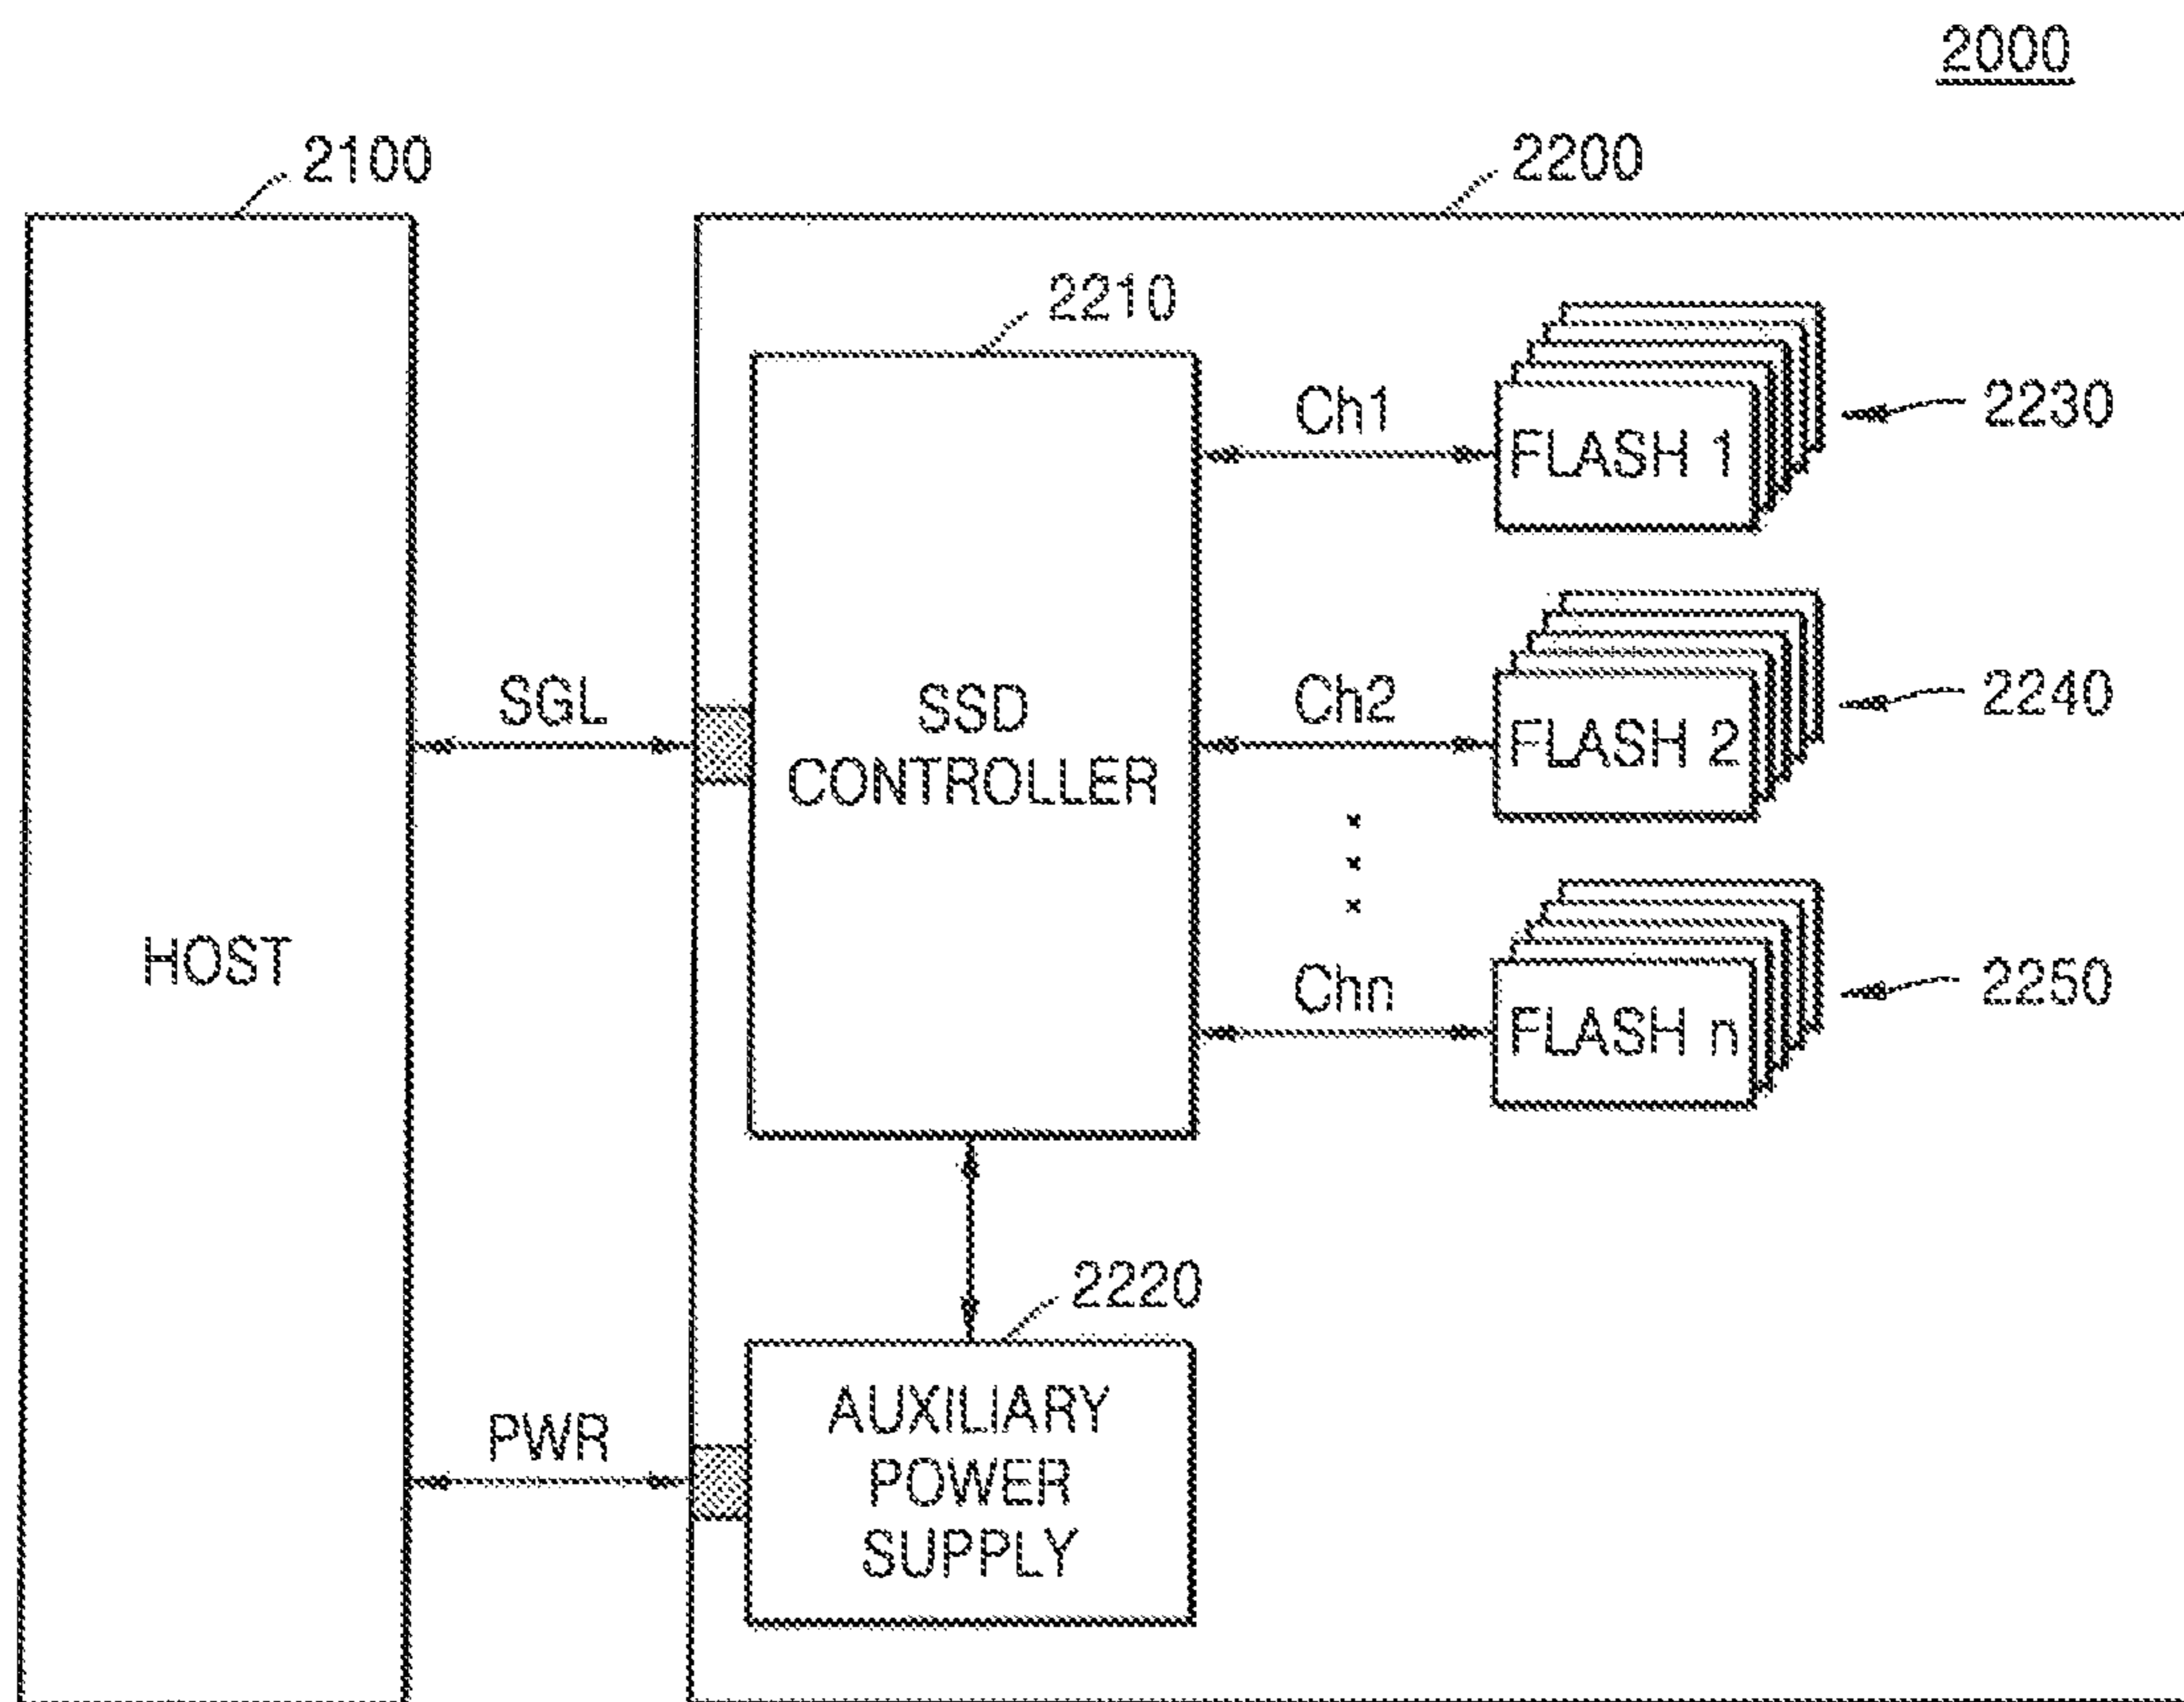 2000
2100
2200
2210
Ch1
FLASH 1
2230
SGL
SSD
CONTROLLER
Ch2
FLASH 2
2240
HOST
Chn
FLASH n
2250
2220
PWR
AUXILIARY
POWER
SUPPLY